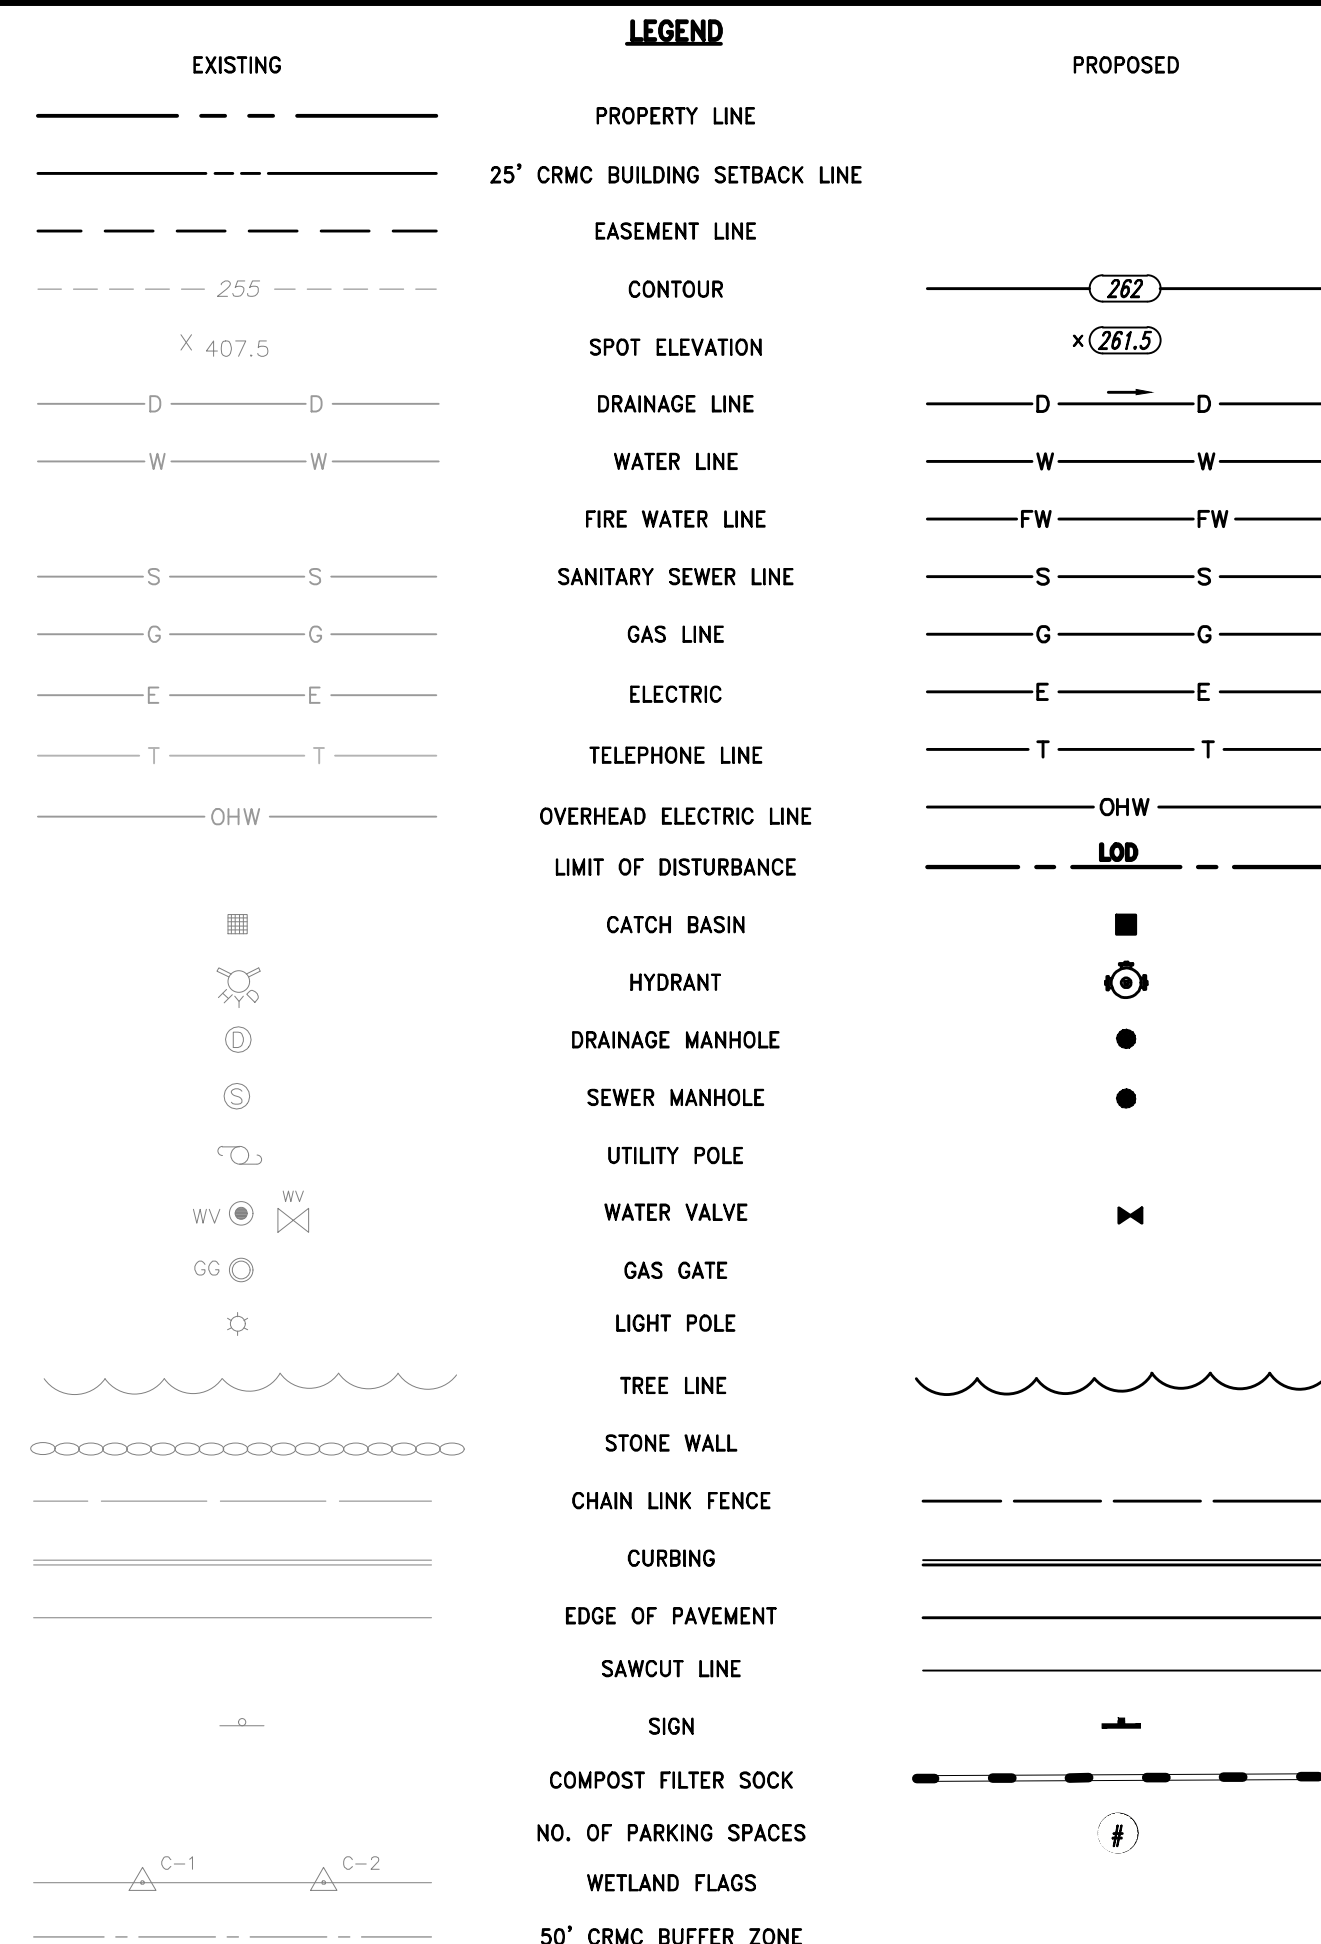 LEGEND
EXISTING PROPOSED
PROPERTY LINE
25' CRMC BUILDING SETBACK LINE
EASEMENT LINE
255 CONTOUR 262
X 407.5 SPOT ELEVATION x 261.5
D D DRAINAGE LINE D D
W W WATER LINE W W
FIRE WATER LINE FW FW
S S SANITARY SEWER LINE S S
G G GAS LINE G G
E E ELECTRIC E E
T T TELEPHONE LINE T T
OHW OVERHEAD ELECTRIC LINE OHW
LIMIT OF DISTURBANCE LOD
CATCH BASIN
HYD HYDRANT
D DRAINAGE MANHOLE
S SEWER MANHOLE
UTILITY POLE
WV WV WATER VALVE
GG GAS GATE
LIGHT POLE
TREE LINE
STONE WALL
CHAIN LINK FENCE
CURBING
EDGE OF PAVEMENT
SAWCUT LINE
SIGN
COMPOST FILTER SOCK
NO. OF PARKING SPACES #
C-1 C-2 WETLAND FLAGS
50' CRMC BUFFER ZONE